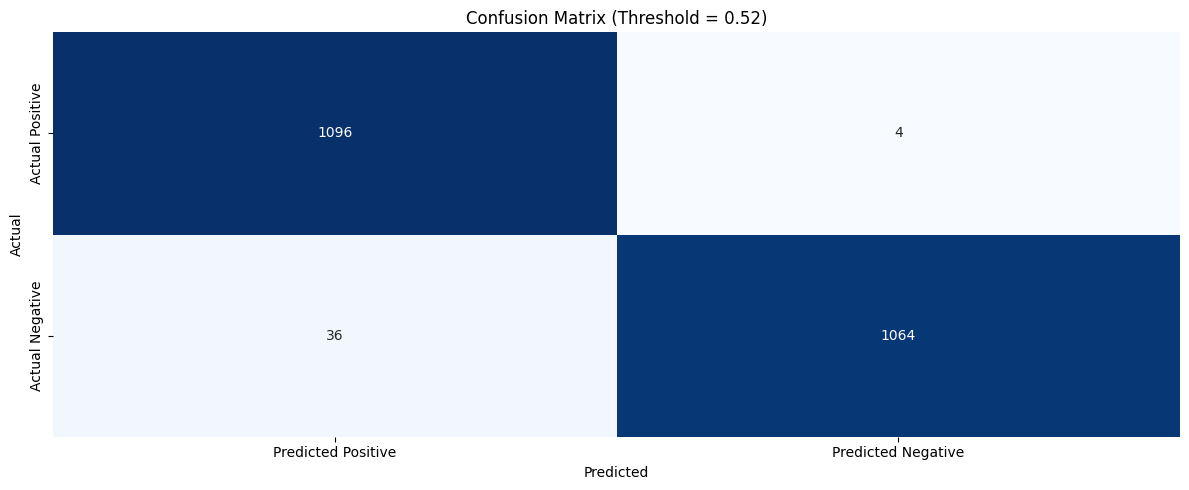 Confusion Matrix (Threshold = 0.52)
Actual Positive
1096
4
Actual
Actual Negative
36
1064
Predicted Positive
Predicted Negative
Predicted